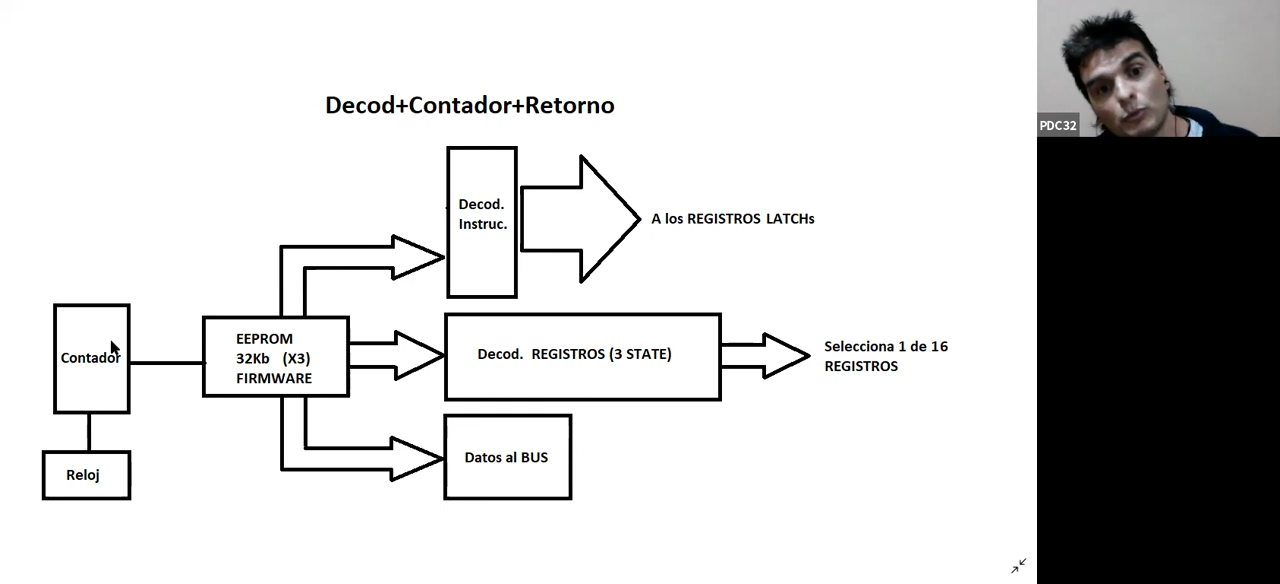 Decod+Contador+Retorno
PDC32
Decod.
Instruc.
A los REGISTROS LATCHs
Contador
EEPROM
32Kb (X3)
FIRMWARE
Decod. REGISTROS (3 STATE)
Selecciona 1 de 16
REGISTROS
Reloj
Datos al BUS